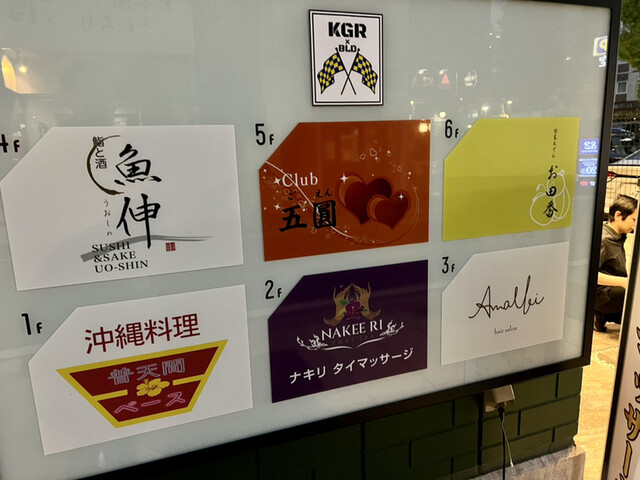 KGR
×
BLD
4F
鮨と酒
魚伸
うおしん
SUSHI
&SAKE
UO-SHIN
5F
Club
ご えん
五圓
6F
お田香
1F
沖縄料理
普天間
ベース
2F
NAKEE RI
ナキリ タイマッサージ
3F
Amalfi
hair salon